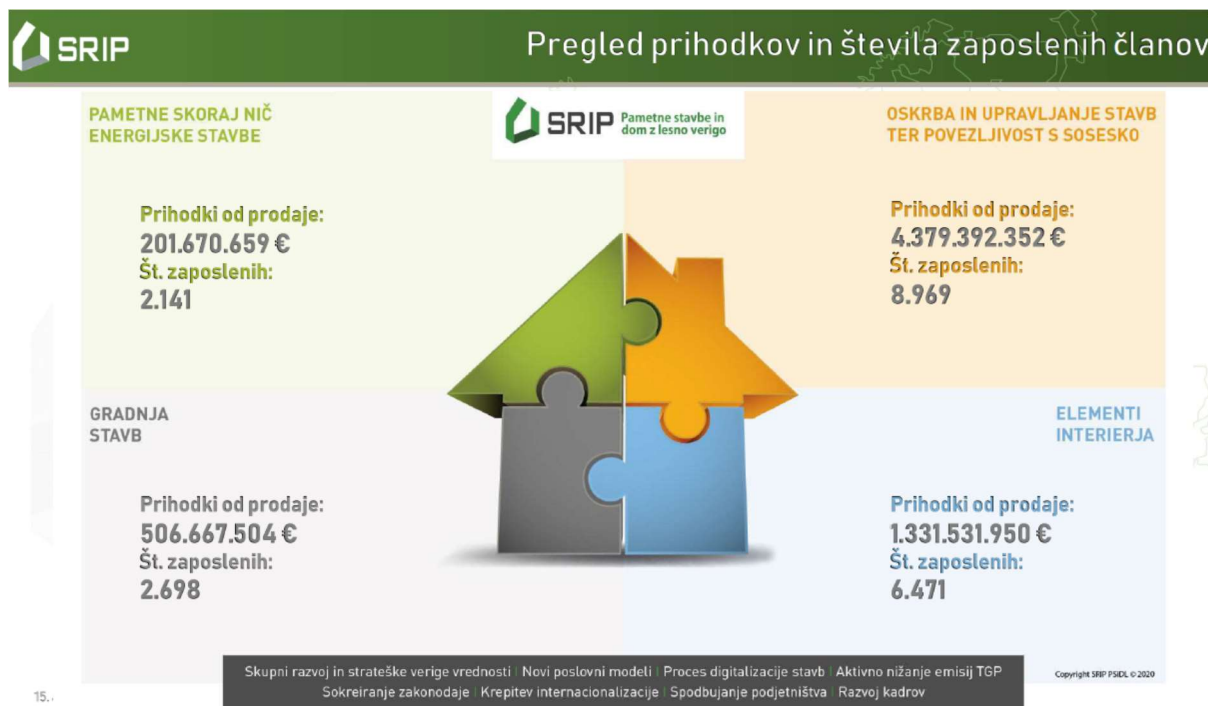 SRIP
Pregled prihodkov in števila zaposlenih članov
PAMETNE SKORAJ NIČ
ENERGIJSKE STAVBE
SRIP Pametne stavbe in
dom z lesno verigo
OSKRBA IN UPRAVLJANJE STAVB
TER POVEZLJIVOST S SOSESKO
Prihodki od prodaje:
201.670.659 €
Št. zaposlenih:
2.141
Prihodki od prodaje:
4.379.392.352 €
Št. zaposlenih:
8.969
GRADNJA
STAVB
ELEMENTI
INTERIERJA
Prihodki od prodaje:
506.667.504 €
Št. zaposlenih:
2.698
Prihodki od prodaje:
1.331.531.950 €
Št. zaposlenih:
6.471
Skupni razvoj in strateške verige vrednosti | Novi poslovni modeli | Proces digitalizacije stavb | Aktivno nižanje emisij TGP
Sokreiranje zakonodaje | Krepitev internacionalizacije | Spodbujanje podjetništva | Razvoj kadrov
Copyright SRIP PSiDL © 2020
15.